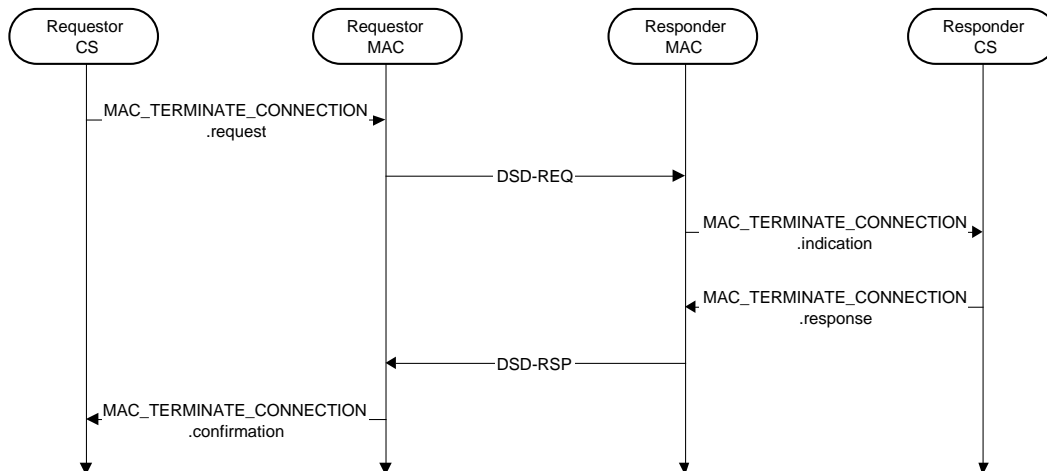 Requestor
CS
Requestor
MAC
Responder
MAC
Responder
CS
MAC_TERMINATE_CONNECTION
.request
DSD-REQ
MAC_TERMINATE_CONNECTION
.indication
MAC_TERMINATE_CONNECTION
.response
DSD-RSP
MAC_TERMINATE_CONNECTION
.confirmation